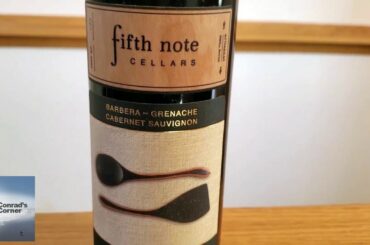 fifth note
CELLARS
BARBERA – GRENACHE
CABERNET SAUVIGNON
Conrad's
Corner